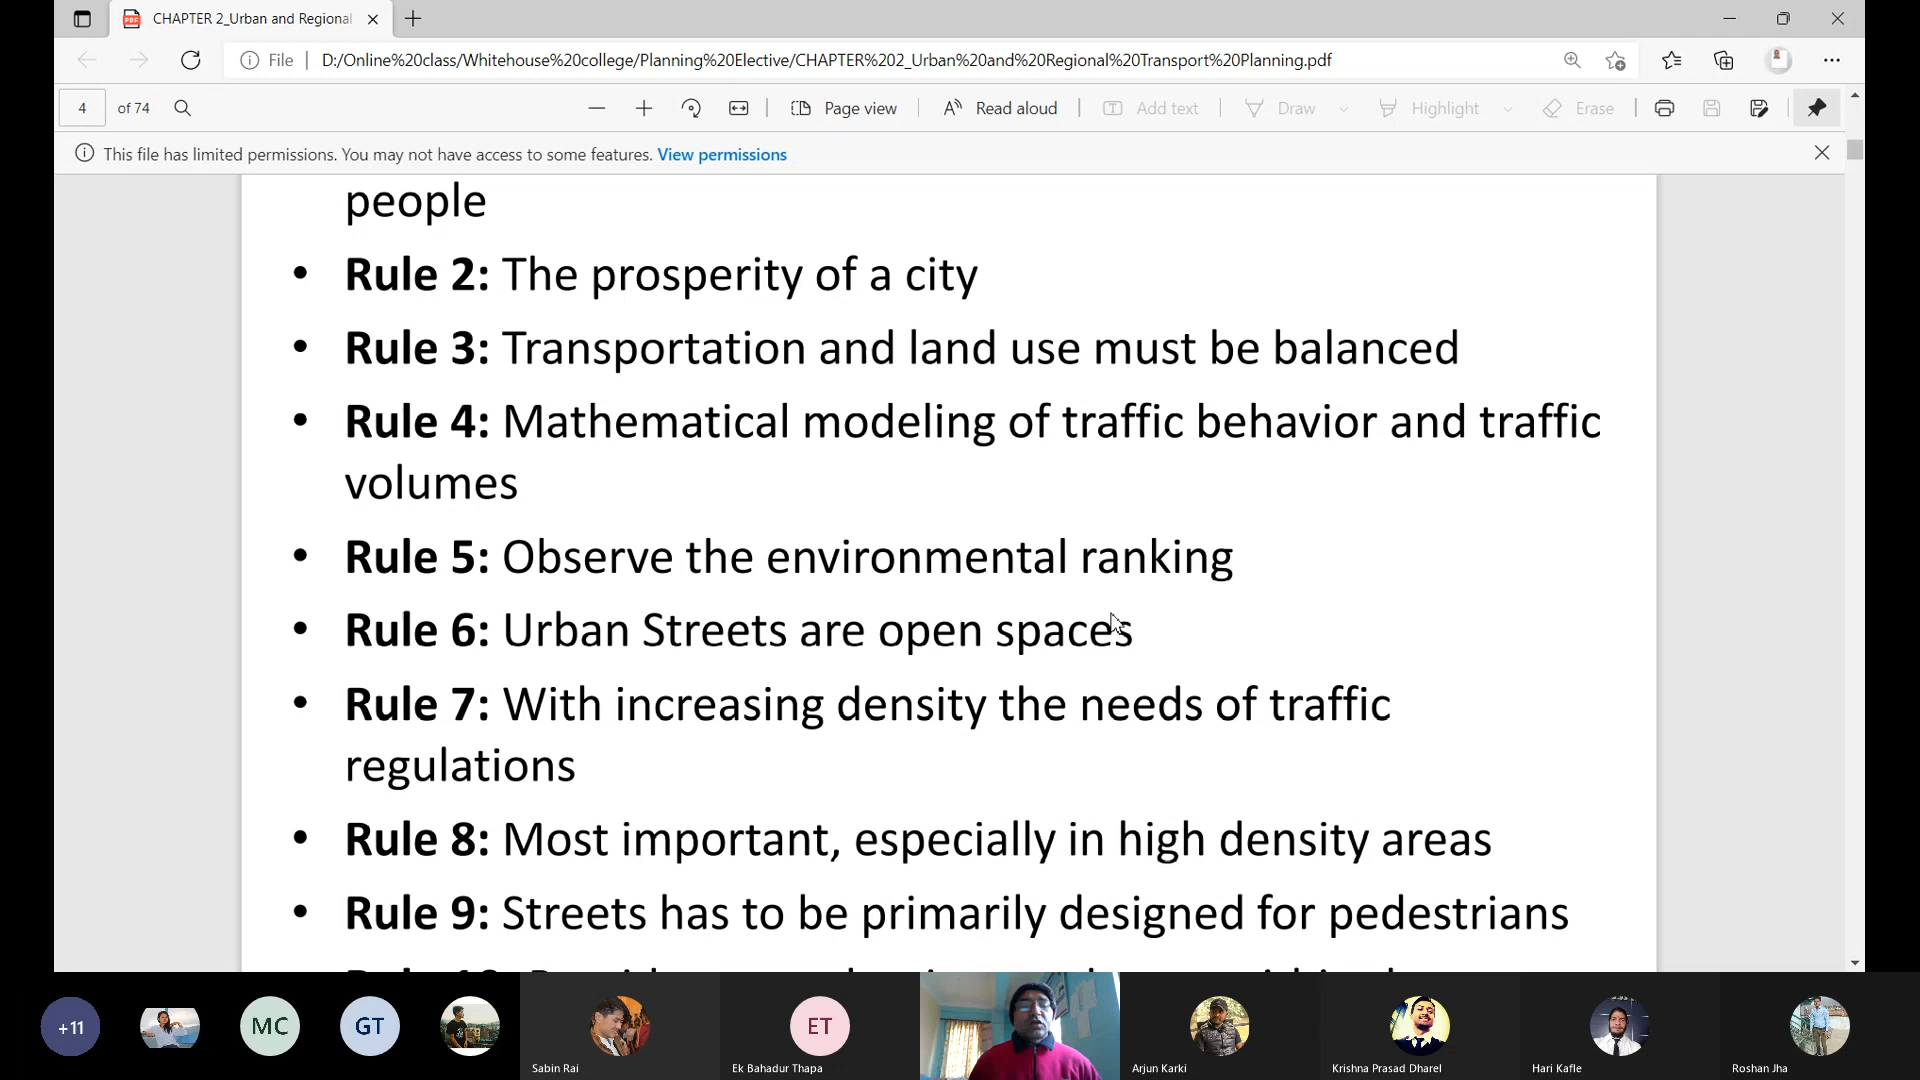 CHAPTER 2_Urban and Regional
File D:/Online%20class/Whitehouse%20college/Planning%20Elective/CHAPTER%202_Urban%20and%20Regional%20Transport%20Planning.pdf
4 of 74 Page view Read aloud Add text Draw Highlight Erase
This file has limited permissions. You may not have access to some features. View permissions
people
• Rule 2: The prosperity of a city
• Rule 3: Transportation and land use must be balanced
• Rule 4: Mathematical modeling of traffic behavior and traffic
volumes
• Rule 5: Observe the environmental ranking
• Rule 6: Urban Streets are open spaces
• Rule 7: With increasing density the needs of traffic
regulations
• Rule 8: Most important, especially in high density areas
• Rule 9: Streets has to be primarily designed for pedestrians
+11 MC GT ET
Sabin Rai Ek Bahadur Thapa Arjun Karki Krishna Prasad Dharel Hari Kafle Roshan Jha